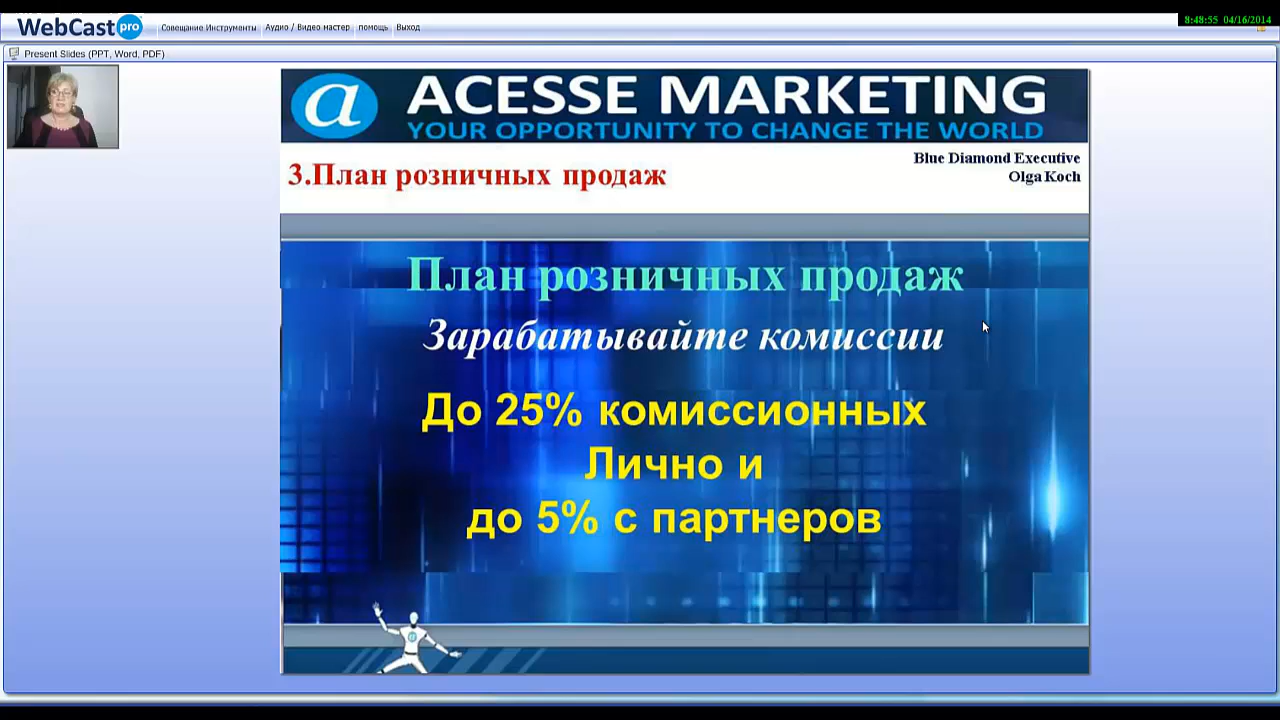 8:48:55 04/16/2014
WebCast pro
Совещание Инструменты Аудио / Видео мастер помощь Выход
Present Slides (PPT, Word, PDF)
a ACESSE MARKETING
YOUR OPPORTUNITY TO CHANGE THE WORLD
Blue Diamond Executive
Olga Koch
3.План розничных продаж
План розничных продаж
Зарабатывайте комиссии
До 25% комиссионных
Лично и
до 5% с партнеров